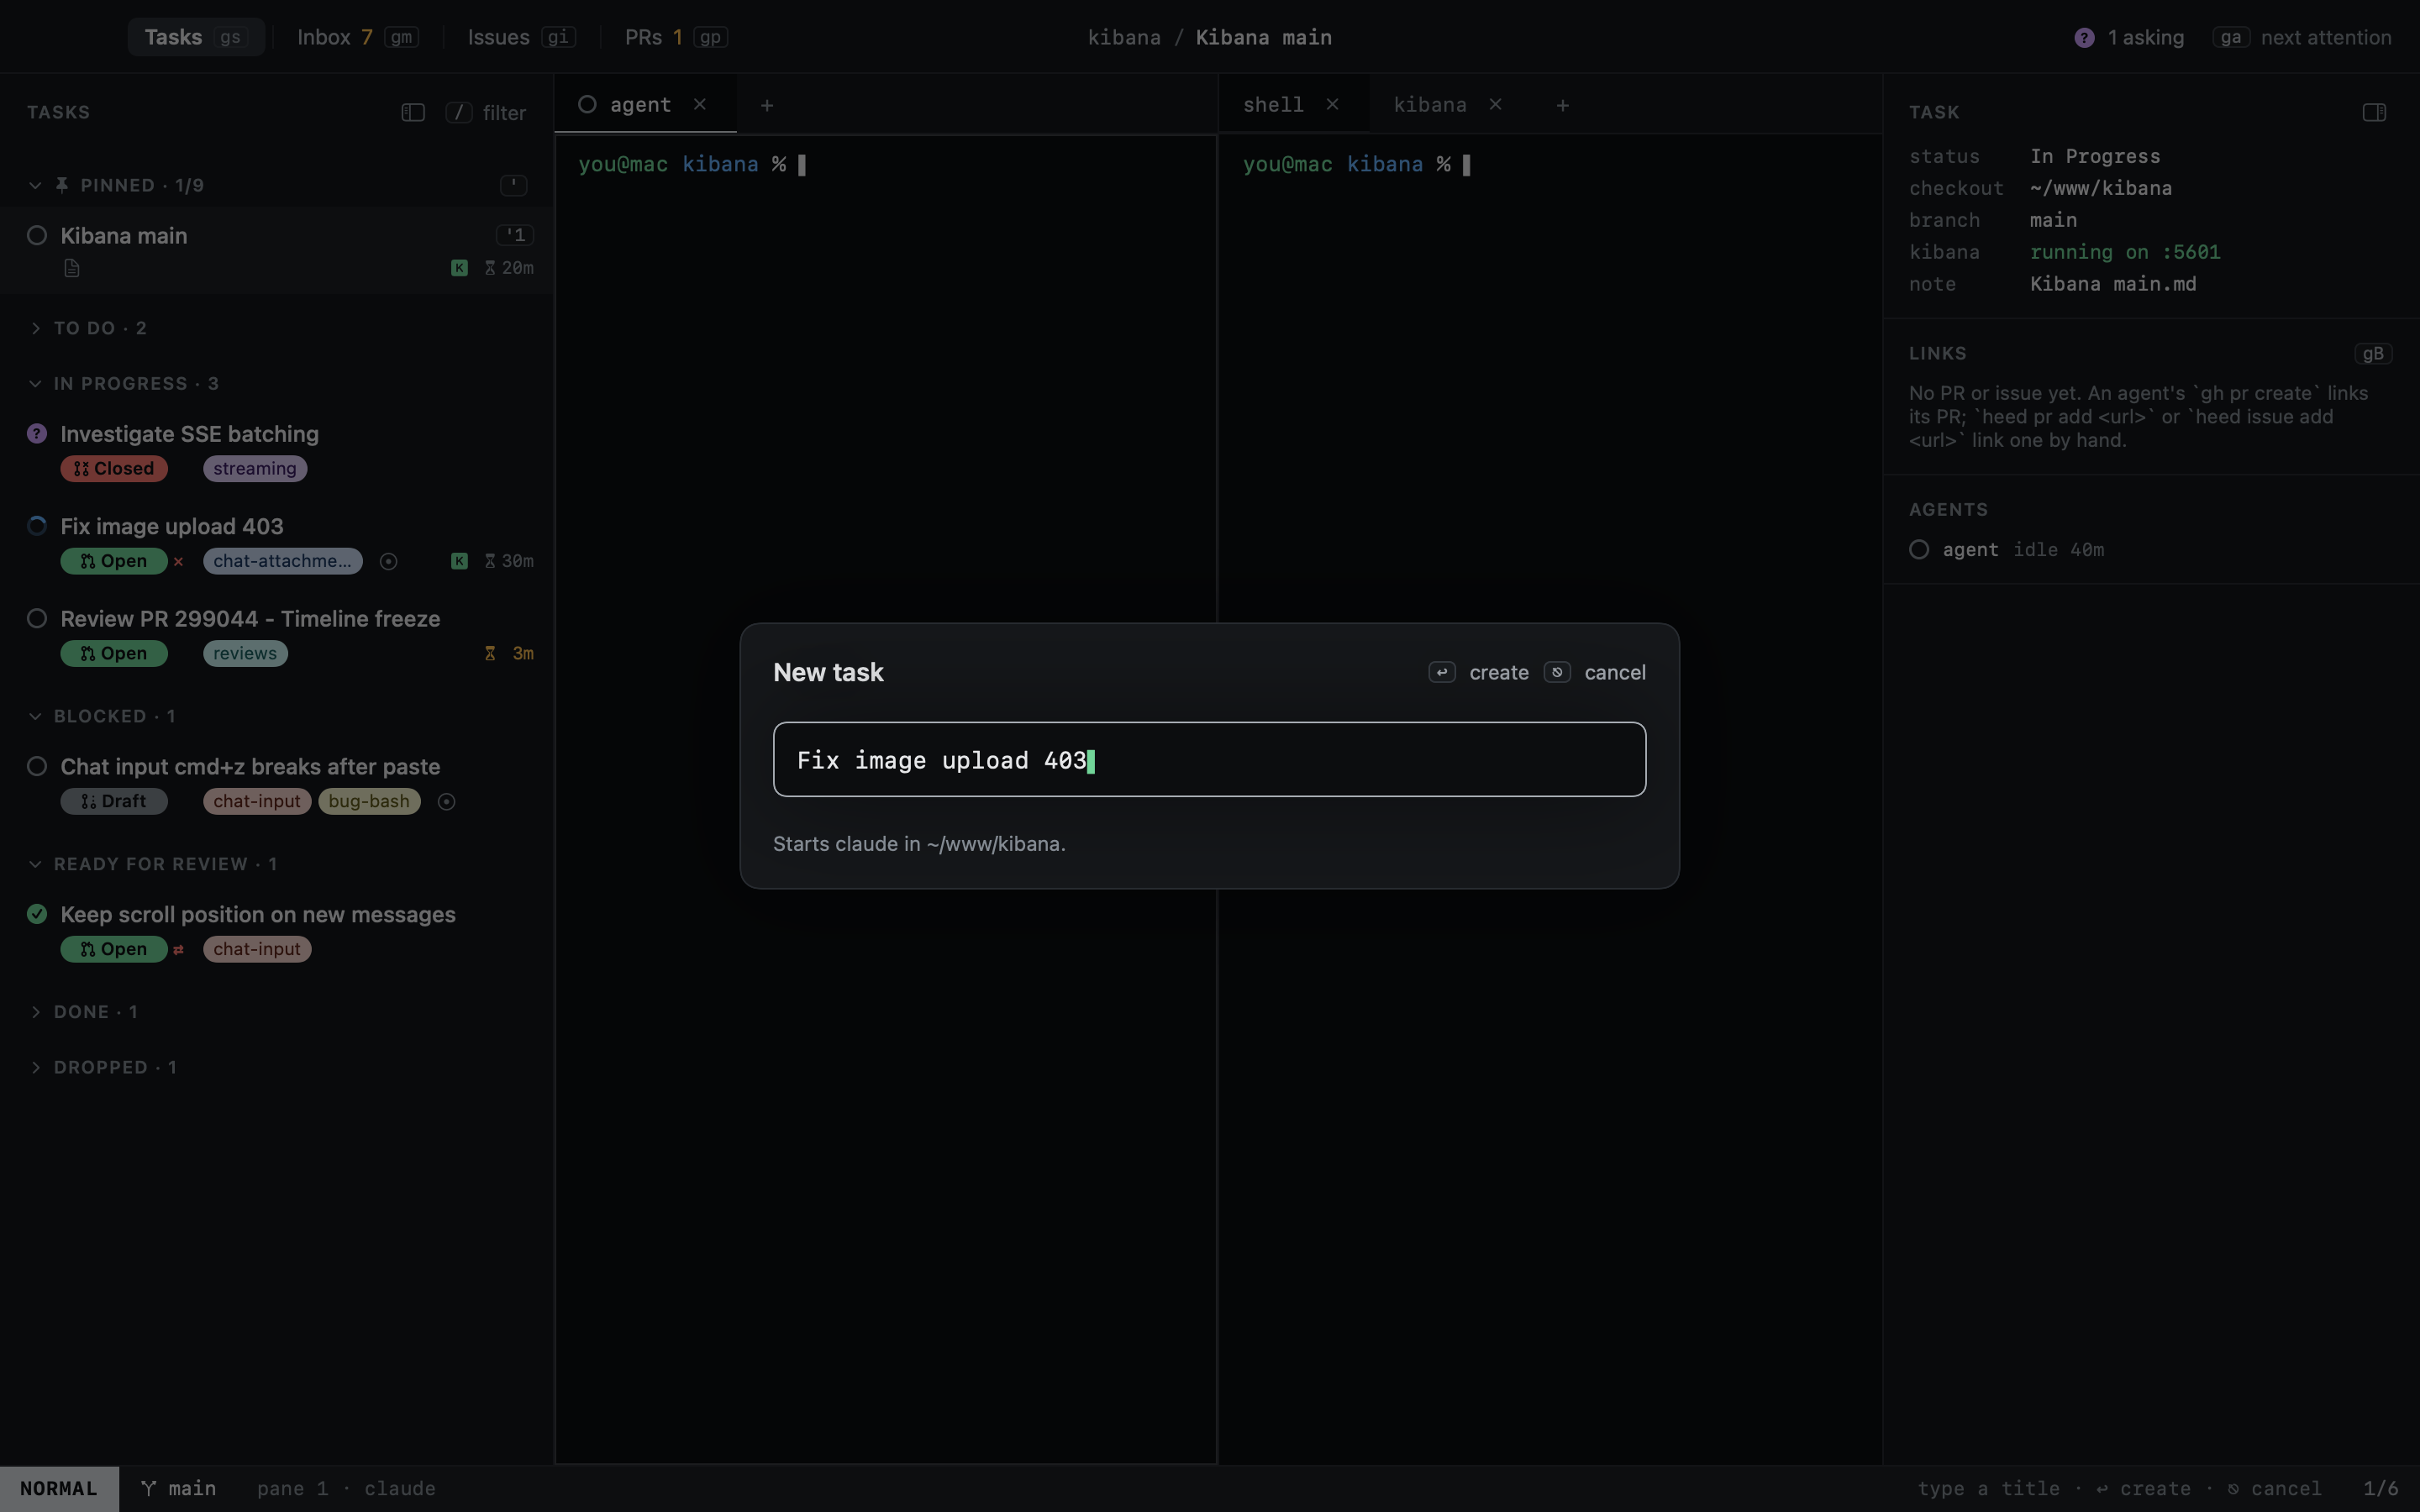 Tasks gs Inbox 7 gm Issues gi PRs 1 gp
kibana / Kibana main
? 1 asking ga next attention
TASKS / filter
PINNED · 1/9 '
Kibana main '1
K 20m
TO DO · 2
IN PROGRESS · 3
? Investigate SSE batching
Closed streaming
Fix image upload 403
Open × chat-attachme... K 30m
Review PR 299044 - Timeline freeze
Open reviews 3m
BLOCKED · 1
Chat input cmd+z breaks after paste
Draft chat-input bug-bash
READY FOR REVIEW · 1
Keep scroll position on new messages
Open chat-input
DONE · 1
DROPPED · 1
agent × +
you@mac kibana %
shell × kibana × +
you@mac kibana %
New task ↩ create ⎋ cancel
Fix image upload 403
Starts claude in ~/www/kibana.
TASK
status In Progress
checkout ~/www/kibana
branch main
kibana running on :5601
note Kibana main.md
LINKS gB
No PR or issue yet. An agent's `gh pr create` links
its PR; `heed pr add <url>` or `heed issue add
<url>` link one by hand.
AGENTS
agent idle 40m
NORMAL main pane 1 · claude
type a title · ↩ create · ⎋ cancel 1/6